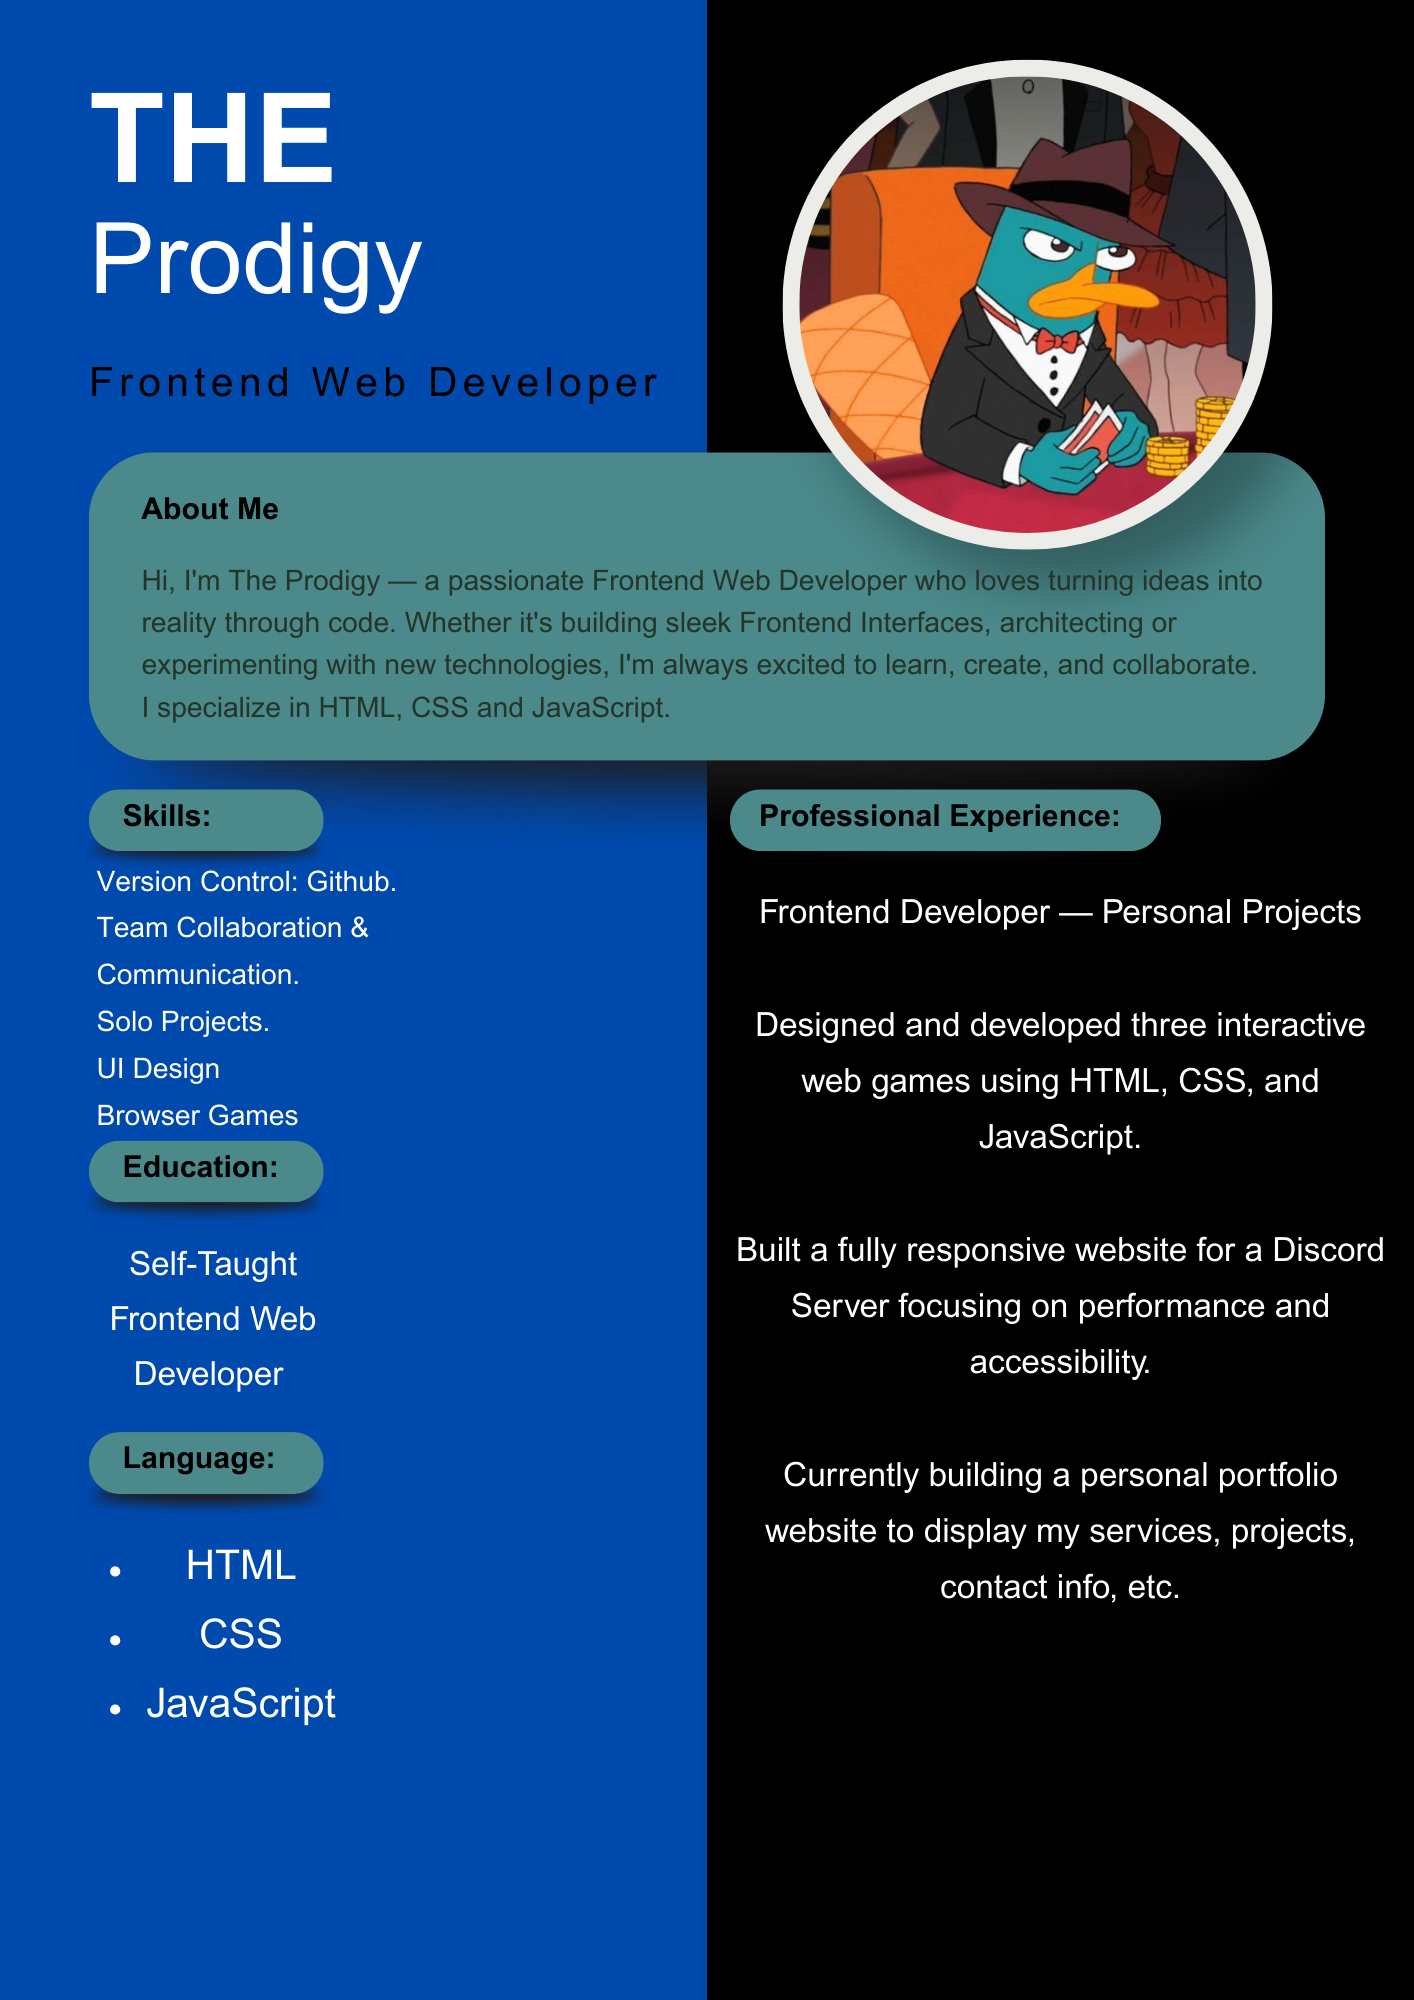 THE
Prodigy
Frontend Web Developer
About Me
Hi, I'm The Prodigy — a passionate Frontend Web Developer who loves turning ideas into
reality through code. Whether it's building sleek Frontend Interfaces, architecting or
experimenting with new technologies, I'm always excited to learn, create, and collaborate.
I specialize in HTML, CSS and JavaScript.
Skills:
Version Control: Github.
Team Collaboration &
Communication.
Solo Projects.
UI Design
Browser Games
Education:
Self-Taught
Frontend Web
Developer
Language:
• HTML
• CSS
• JavaScript
Professional Experience:
Frontend Developer — Personal Projects
Designed and developed three interactive
web games using HTML, CSS, and
JavaScript.
Built a fully responsive website for a Discord
Server focusing on performance and
accessibility.
Currently building a personal portfolio
website to display my services, projects,
contact info, etc.